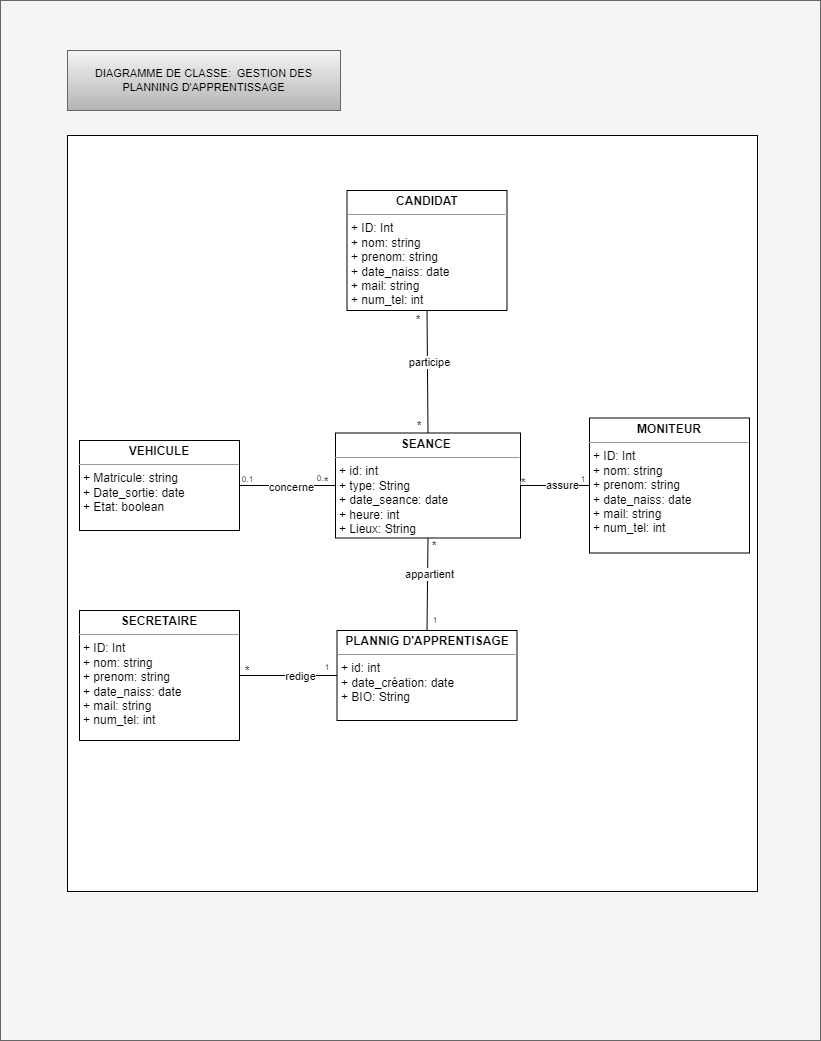 DIAGRAMME DE CLASSE: GESTION DES
PLANNING D'APPRENTISSAGE
CANDIDAT
+ ID: Int
+ nom: string
+ prenom: string
+ date_naiss: date
+ mail: string
+ num_tel: int
*
participe
*
VEHICULE
+ Matricule: string
+ Date_sortie: date
+ Etat: boolean
0.1
concerne
0.*
SEANCE
+ id: int
+ type: String
+ date_seance: date
+ heure: int
+ Lieux: String
*
assure
1
MONITEUR
+ ID: Int
+ nom: string
+ prenom: string
+ date_naiss: date
+ mail: string
+ num_tel: int
*
appartient
1
SECRETAIRE
+ ID: Int
+ nom: string
+ prenom: string
+ date_naiss: date
+ mail: string
+ num_tel: int
*
redige
1
PLANNIG D'APPRENTISAGE
+ id: int
+ date_création: date
+ BIO: String